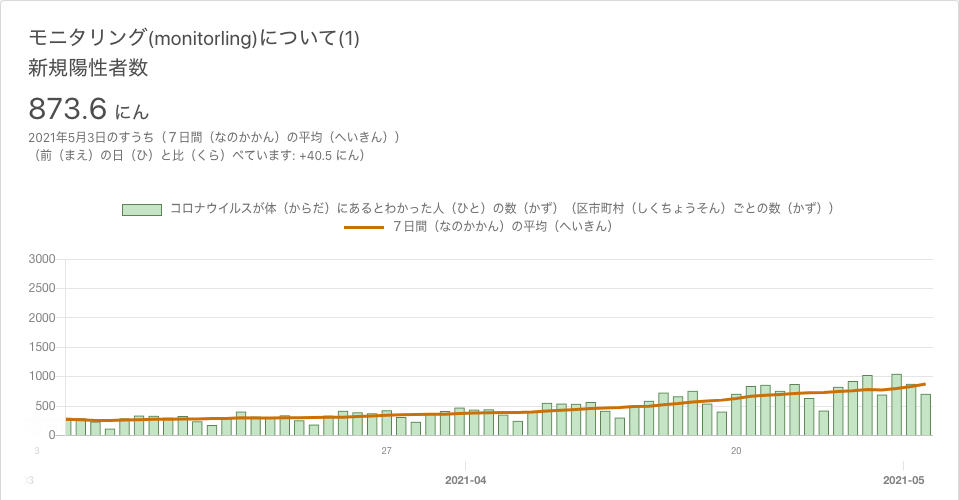 モニタリング(monitorling)について(1)
新規陽性者数
873.6 にん
2021年5月3日のすうち（７日間（なのかかん）の平均（へいきん））
（前（まえ）の日（ひ）と比（くら）べています: +40.5 にん）
コロナウイルスが体（からだ）にあるとわかった人（ひと）の数（かず）（区市町村（しくちょうそん）ごとの数（かず））
７日間（なのかかん）の平均（へいきん）
3000
2500
2000
1500
1000
500
0
3 27 20
3 2021-04 2021-05